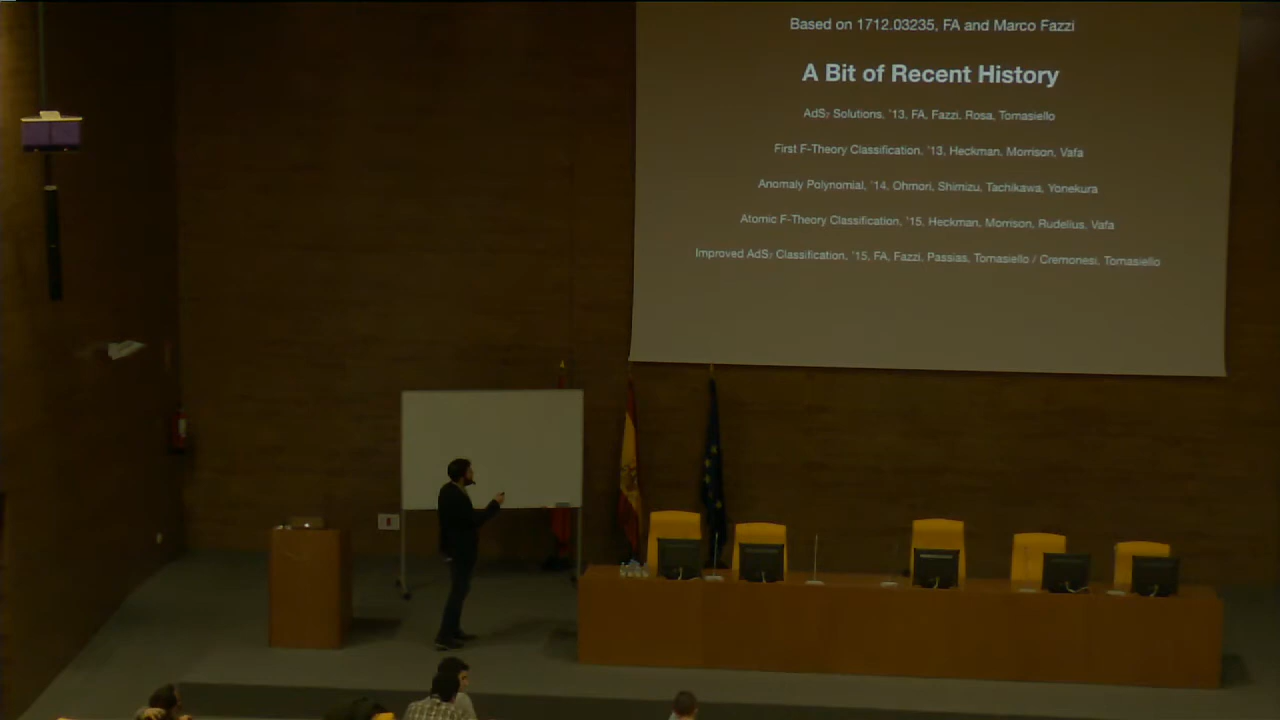 Based on 1712.03235, FA and Marco Fazzi
A Bit of Recent History
AdS₇ Solutions, '13, FA, Fazzi, Rosa, Tomasiello
First F-Theory Classification, '13, Heckman, Morrison, Vafa
Anomaly Polynomial, '14, Ohmori, Shimizu, Tachikawa, Yonekura
Atomic F-Theory Classification, '15, Heckman, Morrison, Rudelius, Vafa
Improved AdS₇ Classification, '15, FA, Fazzi, Passias, Tomasiello / Cremonesi, Tomasiello